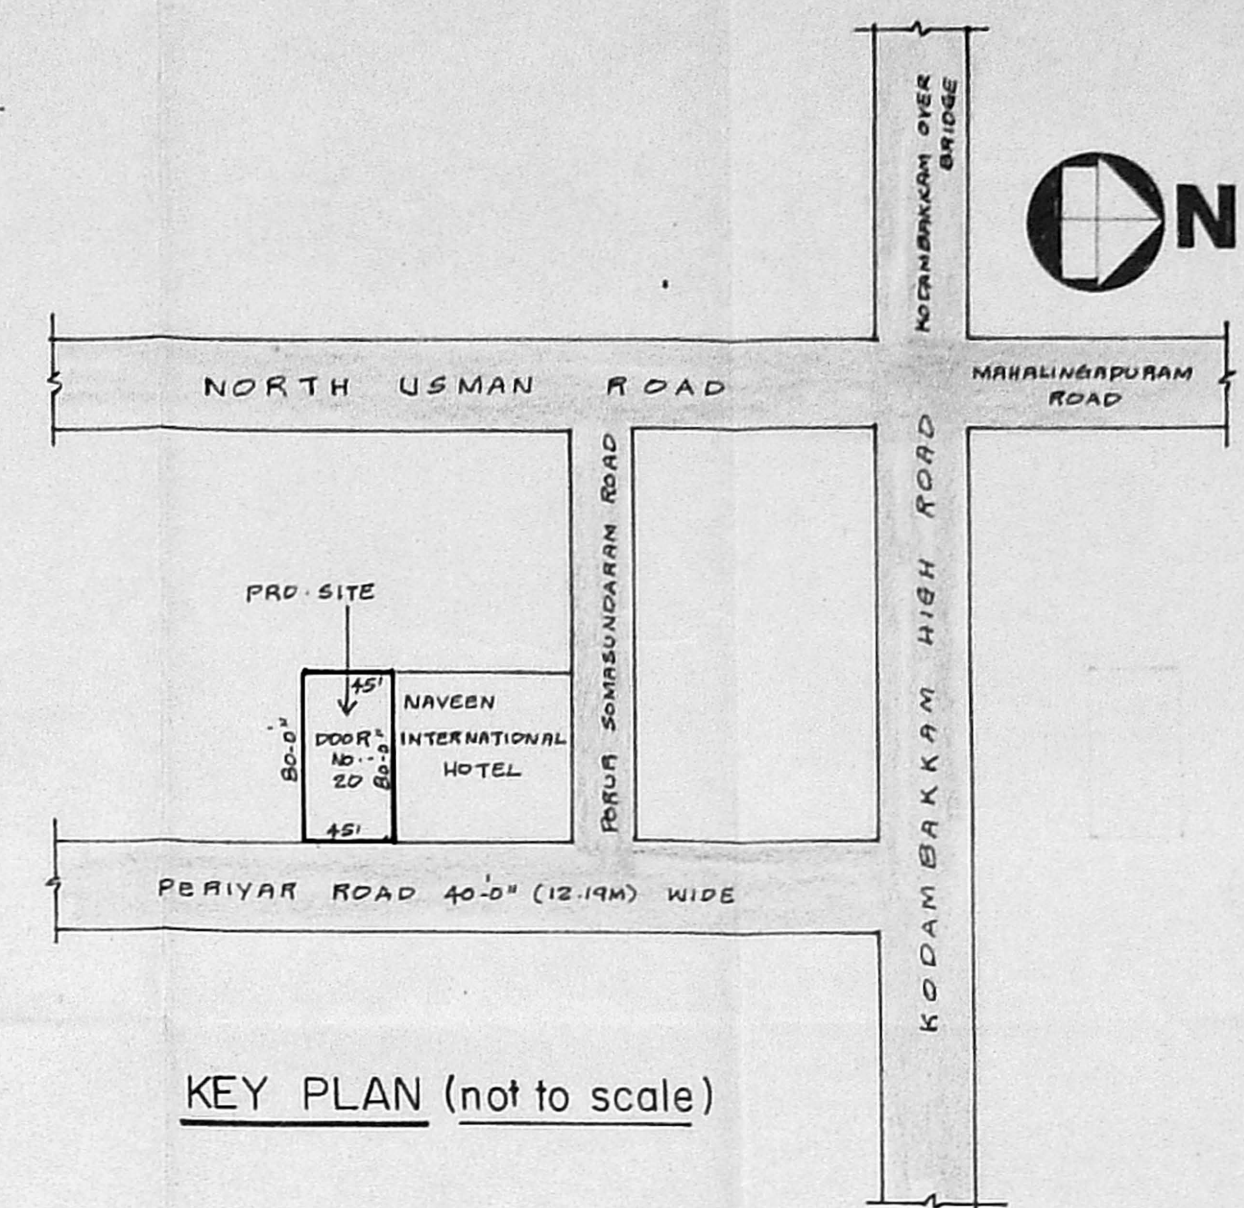 KODAMBAKKAM OVER
BRIDGE
N
NORTH USMAN ROAD
MAHALINGAPURAM
ROAD
PORUR SOMASUNDARAM ROAD
KODAMBAKKAM HIGH ROAD
PRO. SITE
45'
80'-0"
DOOR
NO.
20
80'-0"
45'
NAVEEN
INTERNATIONAL
HOTEL
PERIYAR ROAD 40'-0" (12.19M) WIDE
KEY PLAN (not to scale)